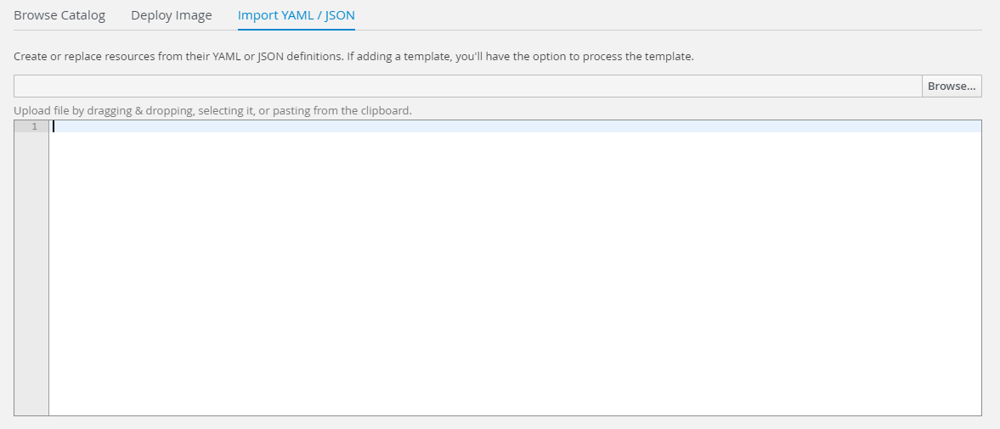 Browse Catalog Deploy Image Import YAML / JSON
Create or replace resources from their YAML or JSON definitions. If adding a template, you'll have the option to process the template.
Browse...
Upload file by dragging & dropping, selecting it, or pasting from the clipboard.
1